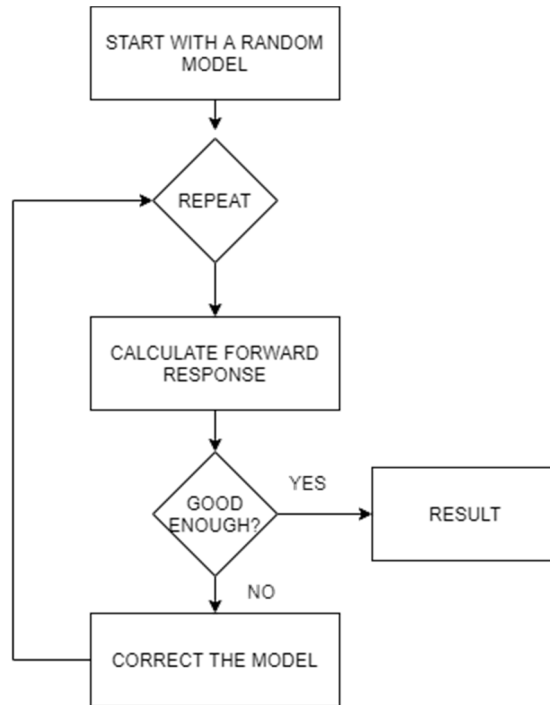 START WITH A RANDOM
MODEL
REPEAT
CALCULATE FORWARD
RESPONSE
GOOD
ENOUGH?
YES
RESULT
NO
CORRECT THE MODEL